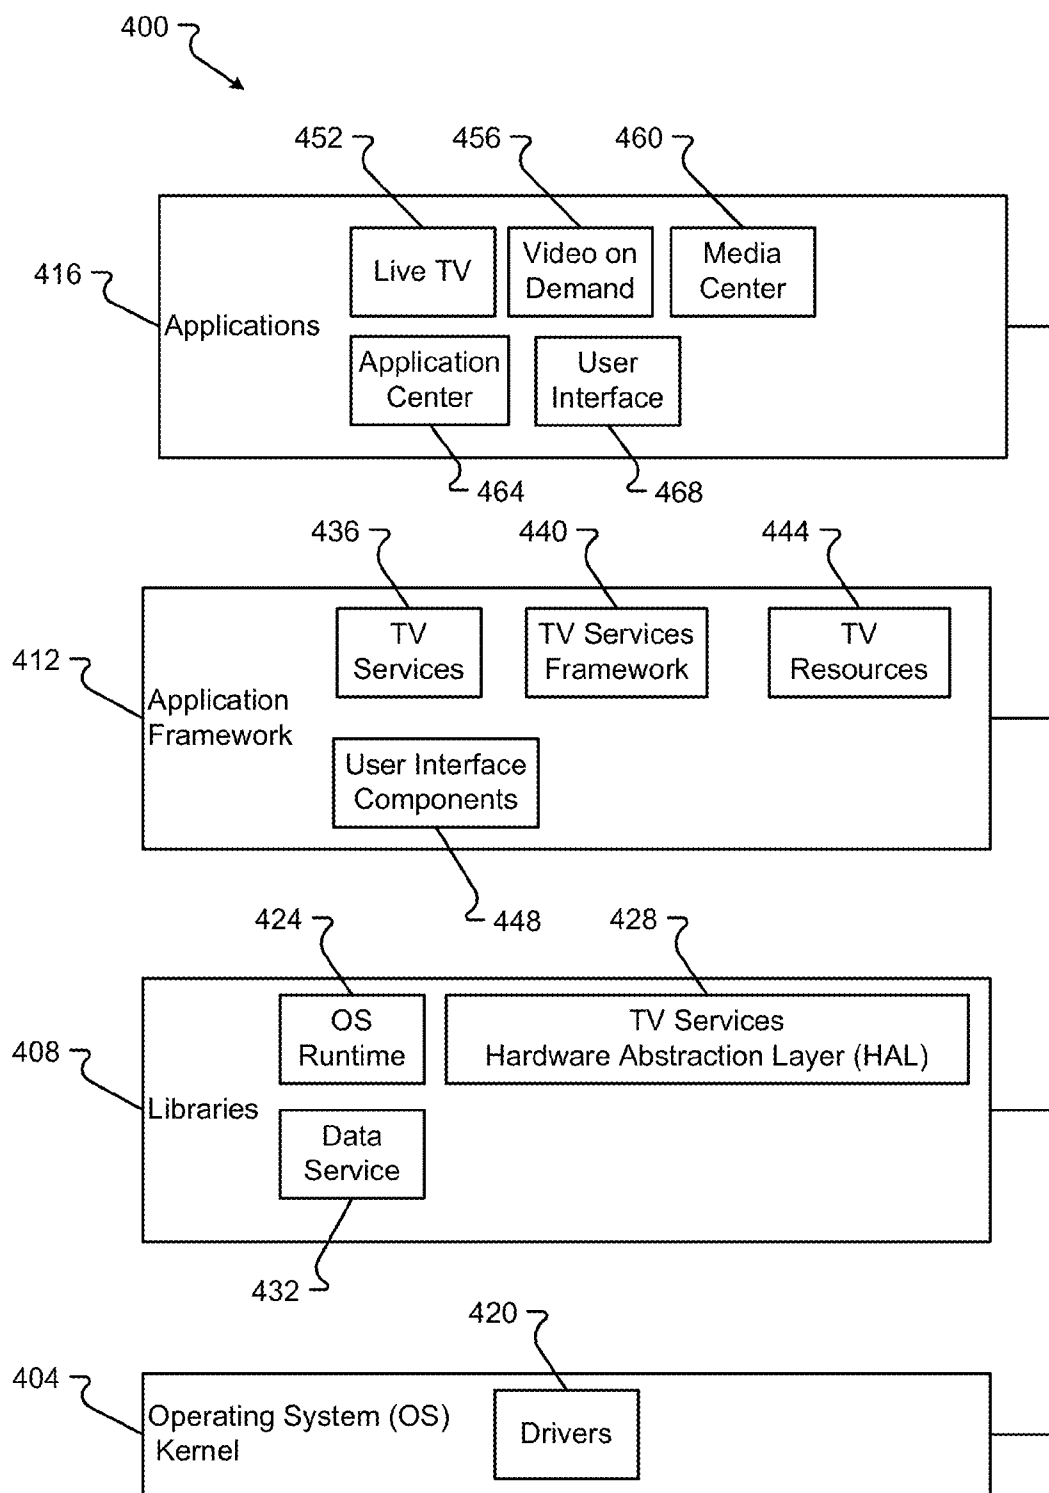 400
452
456
460
416
Applications
Live TV
Video on
Demand
Media
Center
Application
Center
User
Interface
464
468
436
440
444
412
Application
Framework
TV
Services
TV Services
Framework
TV
Resources
User Interface
Components
448
424
428
408
Libraries
OS
Runtime
TV Services
Hardware Abstraction Layer (HAL)
Data
Service
432
420
404
Operating System (OS)
Kernel
Drivers